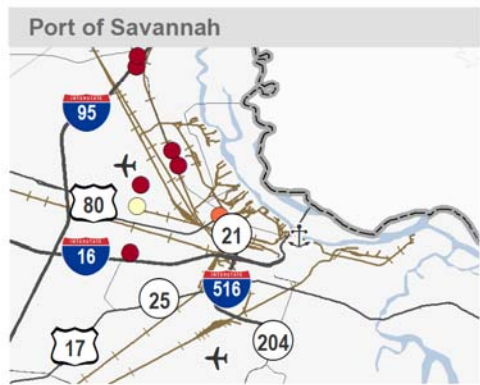 Port of Savannah
INTERSTATE
95
80
21
INTERSTATE
16
INTERSTATE
516
25
17
204